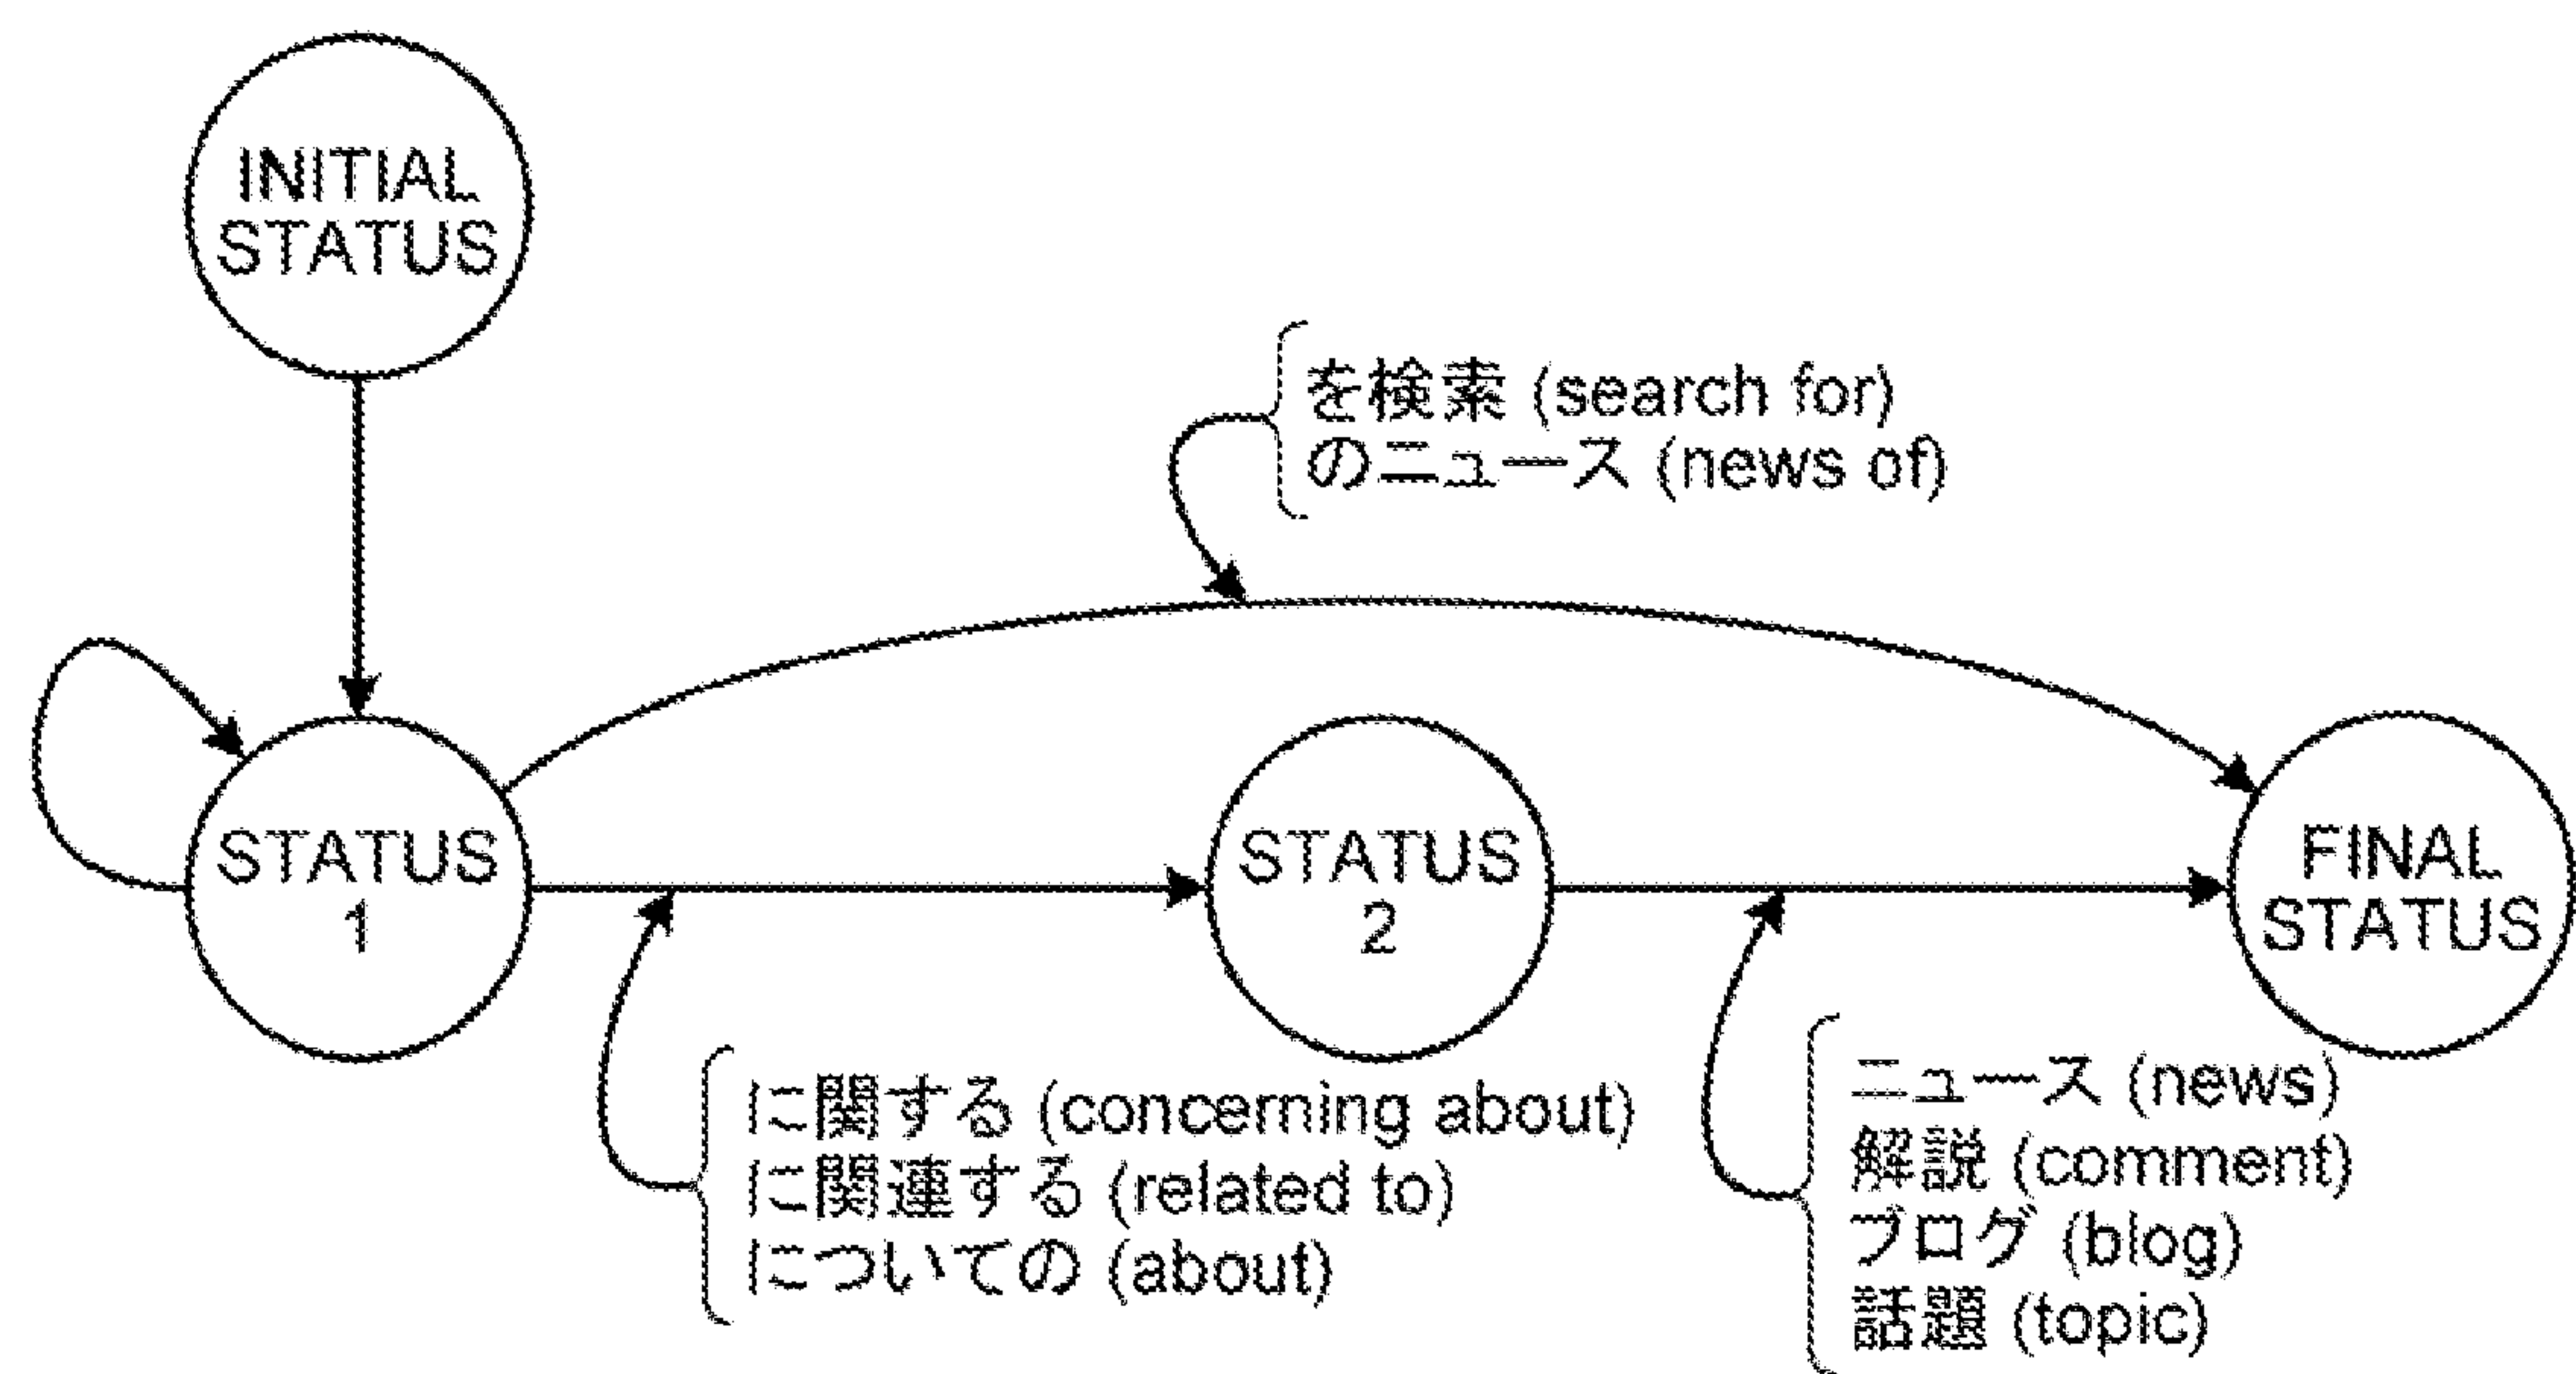 INITIAL
STATUS
を検索 (search for)
のニュース (news of)
STATUS
1
STATUS
2
FINAL
STATUS
に関する (concerning about)
に関連する (related to)
についての (about)
ニュース (news)
解説 (comment)
ブログ (blog)
話題 (topic)